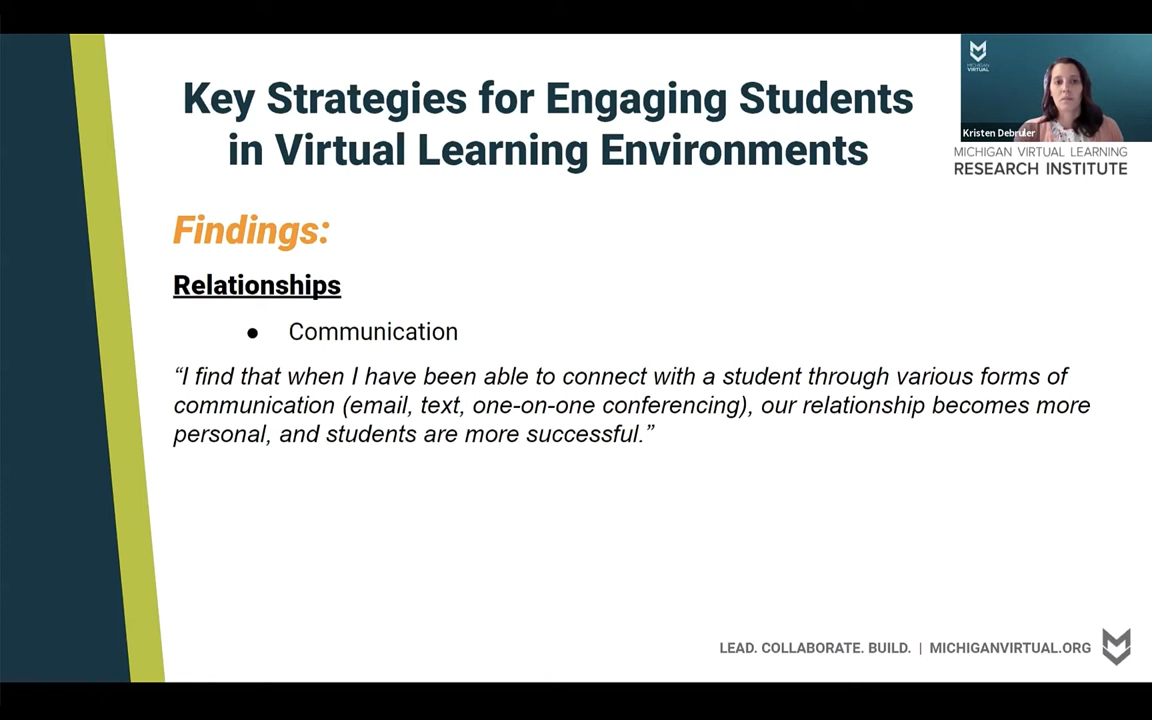 Key Strategies for Engaging Students
in Virtual Learning Environments
MICHIGAN
VIRTUAL
Kristen Debruler
MICHIGAN VIRTUAL LEARNING
RESEARCH INSTITUTE
Findings:
Relationships
● Communication
“I find that when I have been able to connect with a student through various forms of
communication (email, text, one-on-one conferencing), our relationship becomes more
personal, and students are more successful.”
LEAD. COLLABORATE. BUILD. | MICHIGANVIRTUAL.ORG